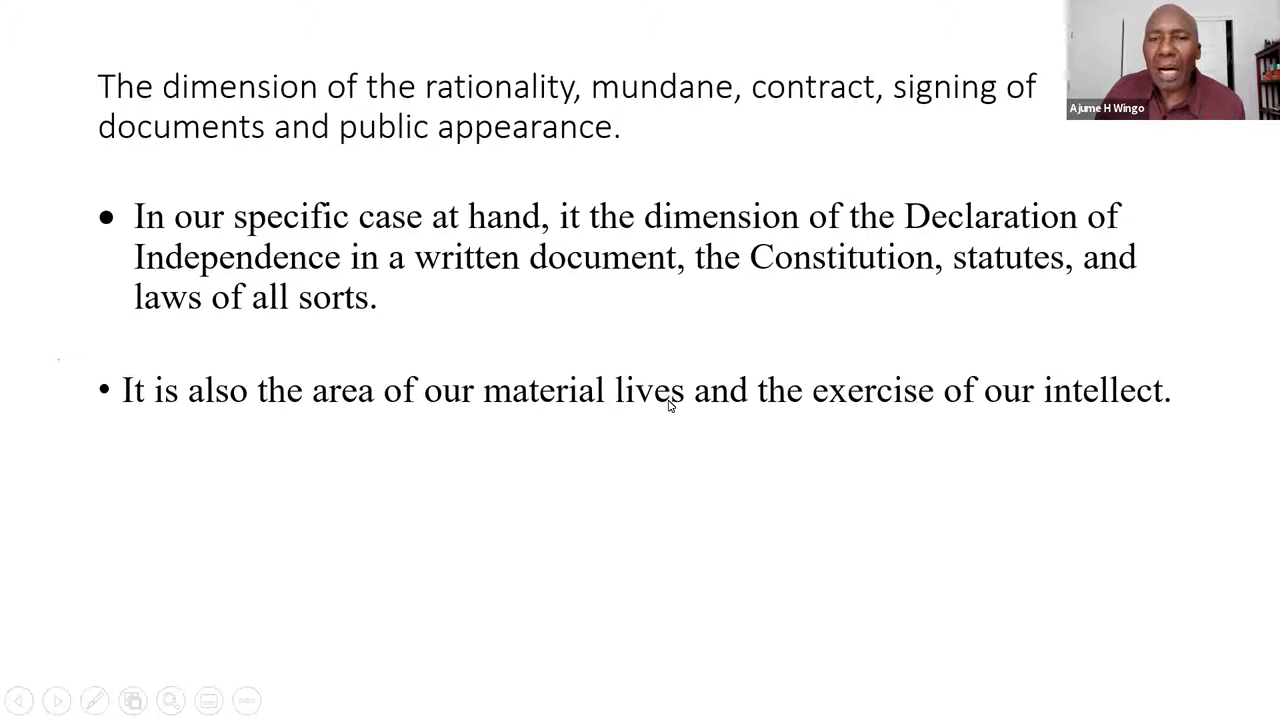 The dimension of the rationality, mundane, contract, signing of
documents and public appearance.
Ajume H Wingo
• In our specific case at hand, it the dimension of the Declaration of
Independence in a written document, the Constitution, statutes, and
laws of all sorts.
• It is also the area of our material lives and the exercise of our intellect.